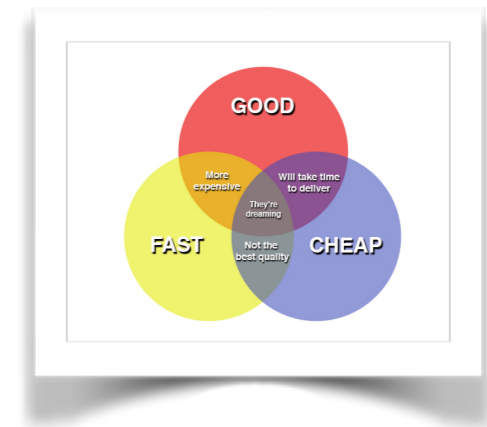 GOOD
More
expensive
Will take time
to deliver
They're
dreaming
FAST
Not the
best quality
CHEAP